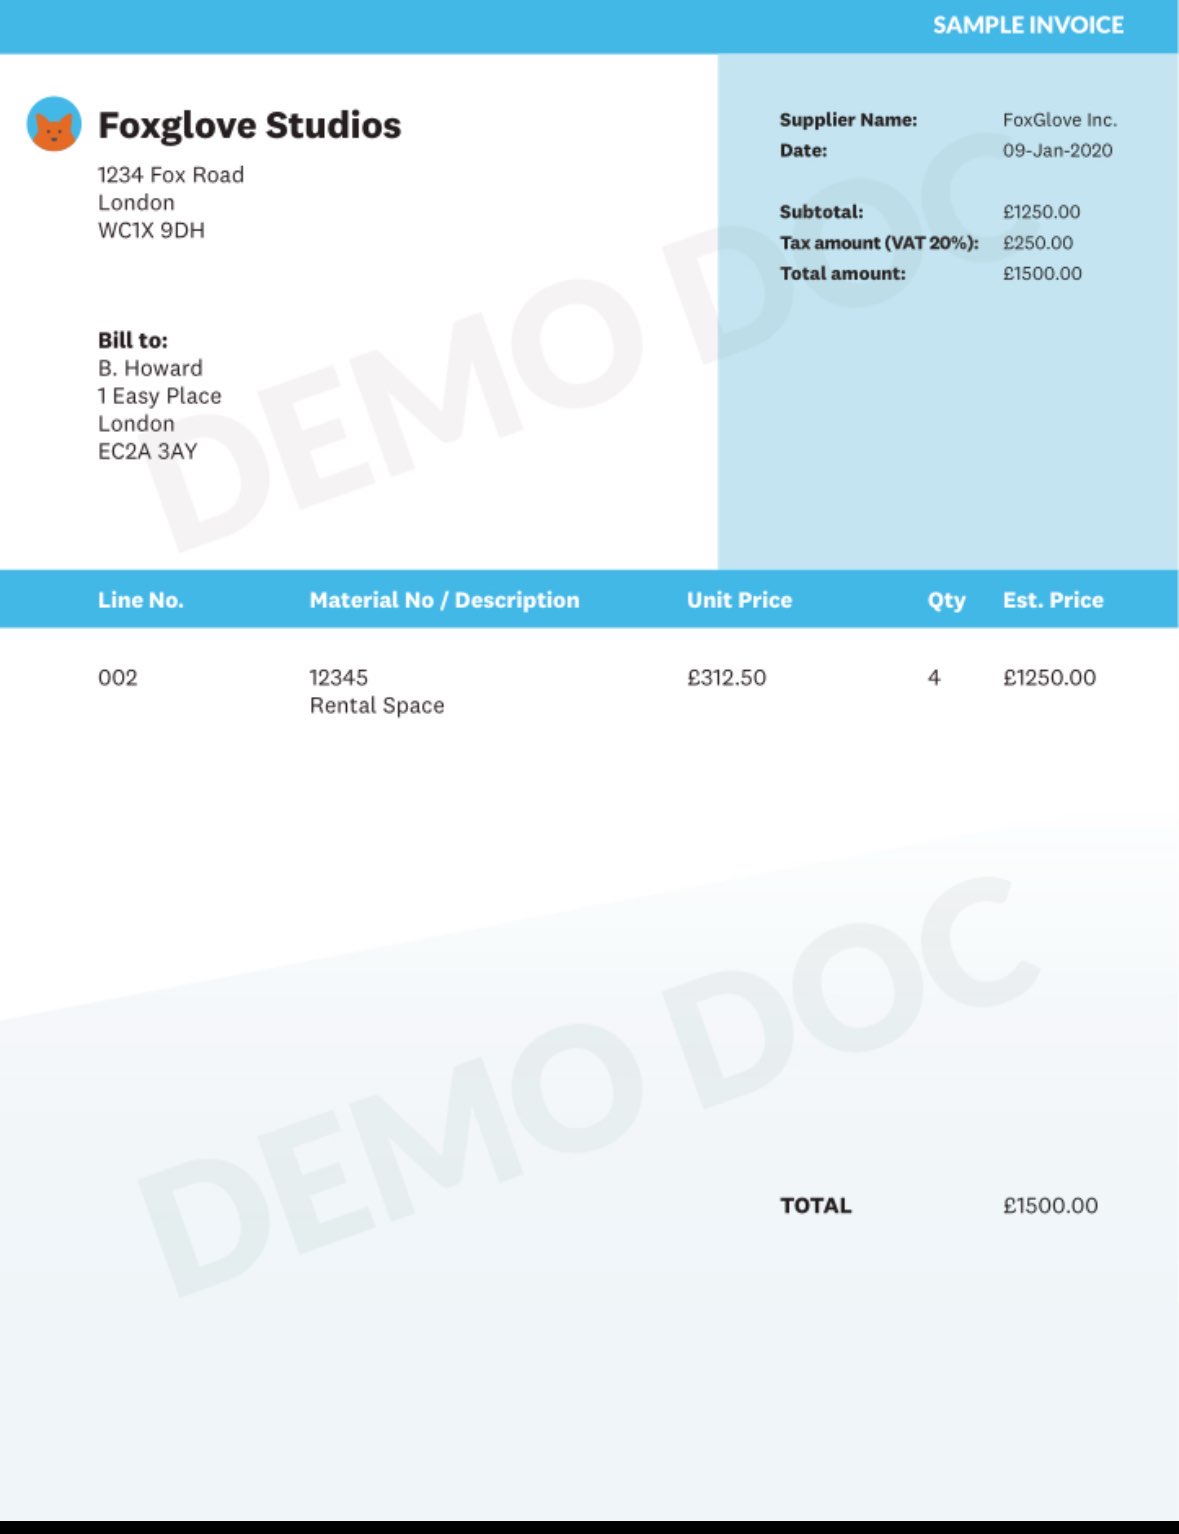 SAMPLE INVOICE
Foxglove Studios
1234 Fox Road
London
WC1X 9DH
Supplier Name: FoxGlove Inc.
Date: 09-Jan-2020
Subtotal: £1250.00
Tax amount (VAT 20%): £250.00
Total amount: £1500.00
Bill to:
B. Howard
1 Easy Place
London
EC2A 3AY
DEMO DOC
Line No. Material No / Description Unit Price Qty Est. Price
002 12345 £312.50 4 £1250.00
Rental Space
DEMO DOC
TOTAL £1500.00